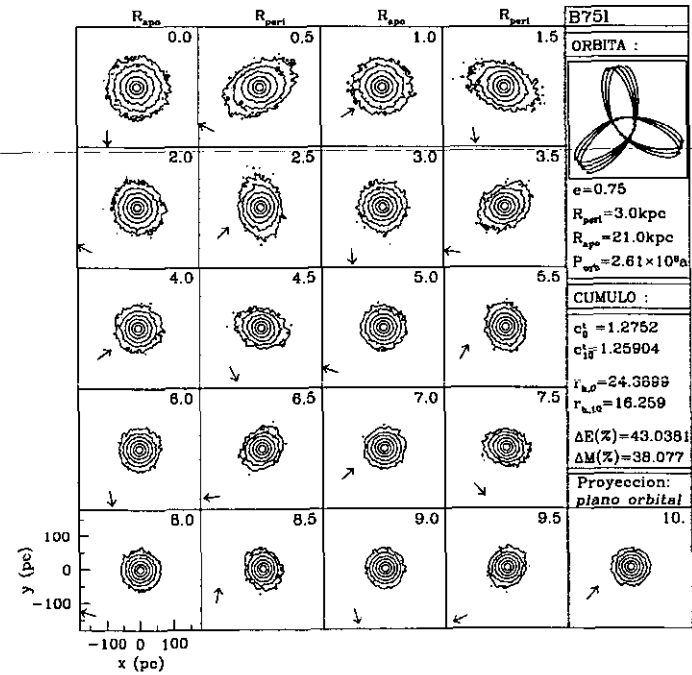 R_apo R_peri R_apo R_peri
B75l
0.0 0.5 1.0 1.5
ORBITA :
2.0 2.5 3.0 3.5
e=0.75
R_peri=3.0kpc
R_apo=21.0kpc
P_orb=2.61×10⁸a
4.0 4.5 5.0 5.5
CUMULO :
c^t_0 =1.2752
c^t_10=1.25904
r_h,0=24.3699
r_h,10=16.259
6.0 6.5 7.0 7.5
ΔE(%)=43.0381
ΔM(%)=38.077
Proyeccion:
plano orbital
8.0 8.5 9.0 9.5 10.
100
0
-100
y (pc)
-100 0 100
x (pc)